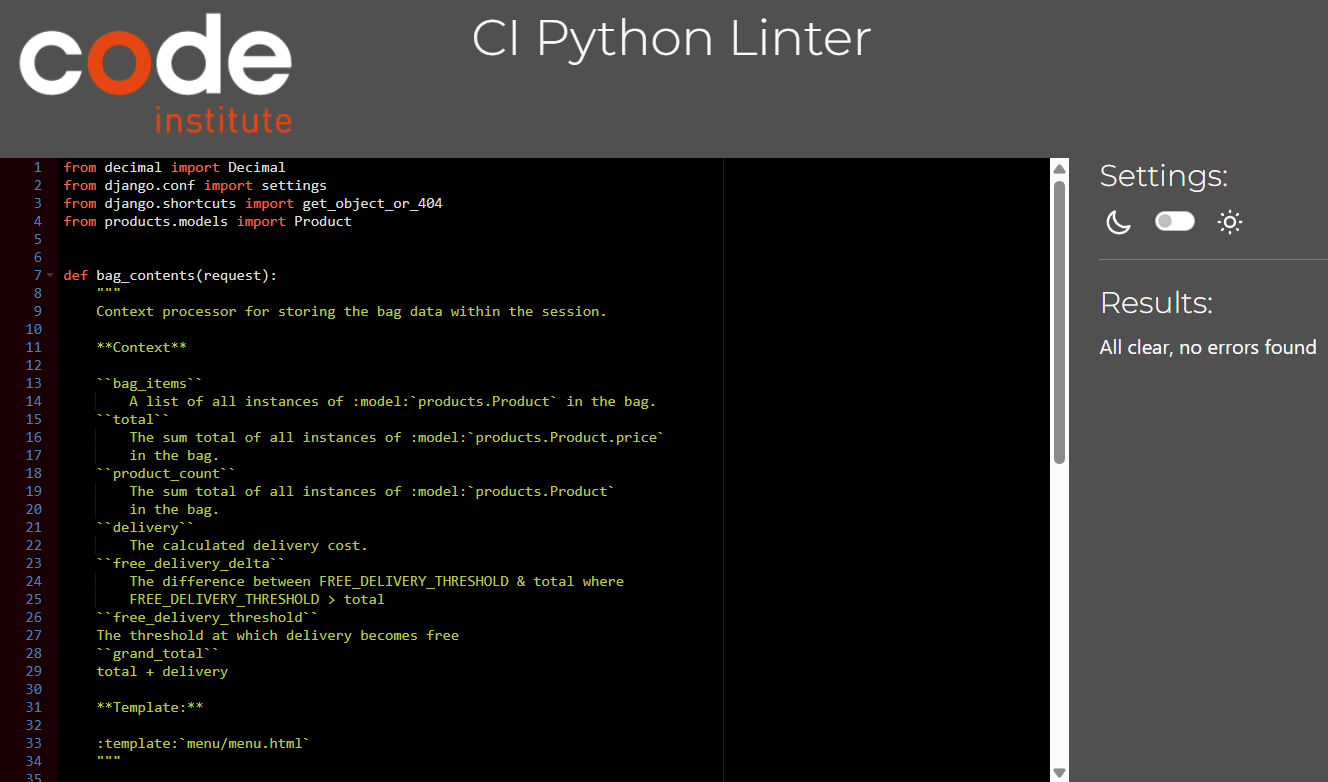 code
institute
CI Python Linter
1 from decimal import Decimal
2 from django.conf import settings
3 from django.shortcuts import get_object_or_404
4 from products.models import Product
5
6
7 def bag_contents(request):
8     """
9     Context processor for storing the bag data within the session.
10
11     **Context**
12
13     ``bag_items``
14         A list of all instances of :model:`products.Product` in the bag.
15     ``total``
16         The sum total of all instances of :model:`products.Product.price`
17         in the bag.
18     ``product_count``
19         The sum total of all instances of :model:`products.Product`
20         in the bag.
21     ``delivery``
22         The calculated delivery cost.
23     ``free_delivery_delta``
24         The difference between FREE_DELIVERY_THRESHOLD & total where
25         FREE_DELIVERY_THRESHOLD > total
26     ``free_delivery_threshold``
27     The threshold at which delivery becomes free
28     ``grand_total``
29     total + delivery
30
31     **Template:**
32
33     :template:`menu/menu.html`
34     """
35
Settings:
Results:
All clear, no errors found